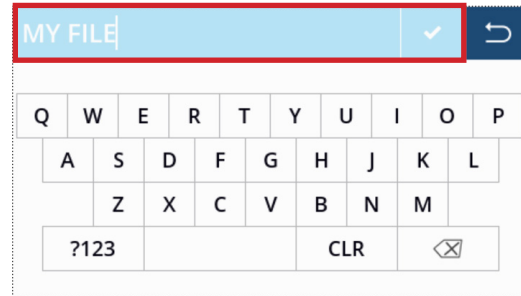 MY FILE
Q W E R T Y U I O P
A S D F G H J K L
Z X C V B N M
?123 CLR